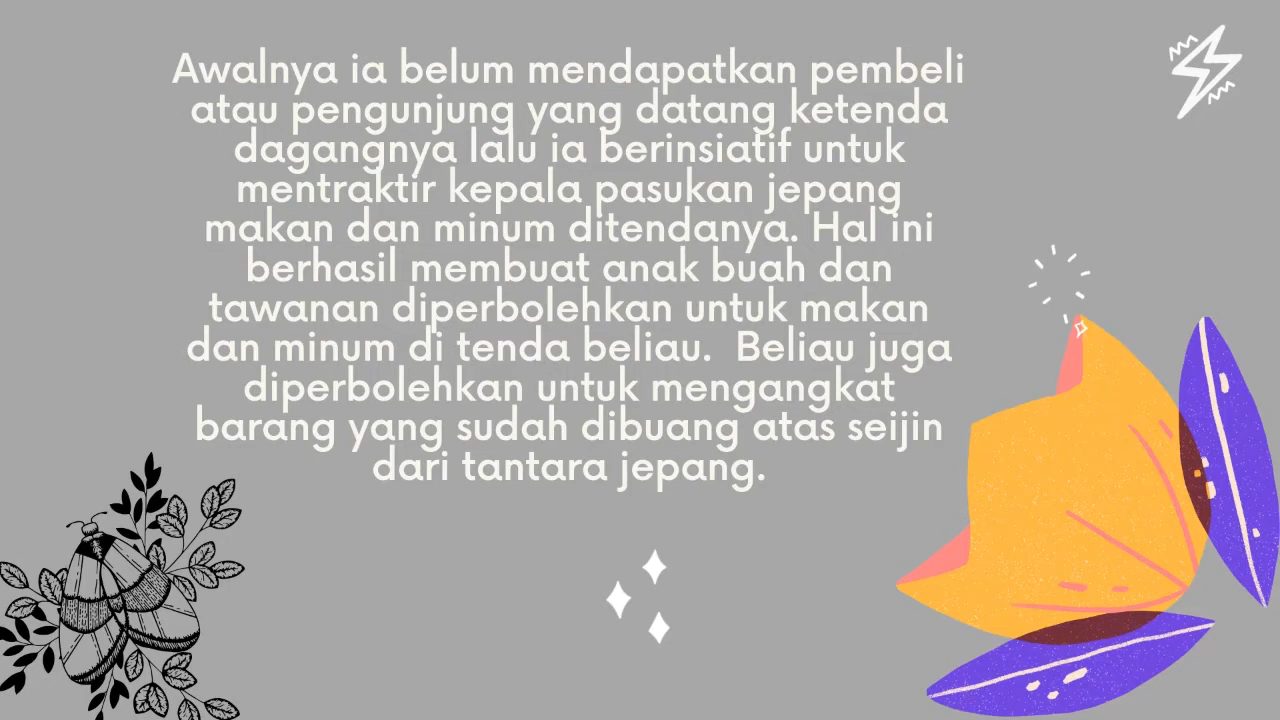 Awalnya ia belum mendapatkan pembeli
atau pengunjung yang datang ketenda
dagangnya lalu ia berinsiatif untuk
mentraktir kepala pasukan jepang
makan dan minum ditendanya. Hal ini
berhasil membuat anak buah dan
tawanan diperbolehkan untuk makan
dan minum di tenda beliau.  Beliau juga
diperbolehkan untuk mengangkat
barang yang sudah dibuang atas seijin
dari tantara jepang.